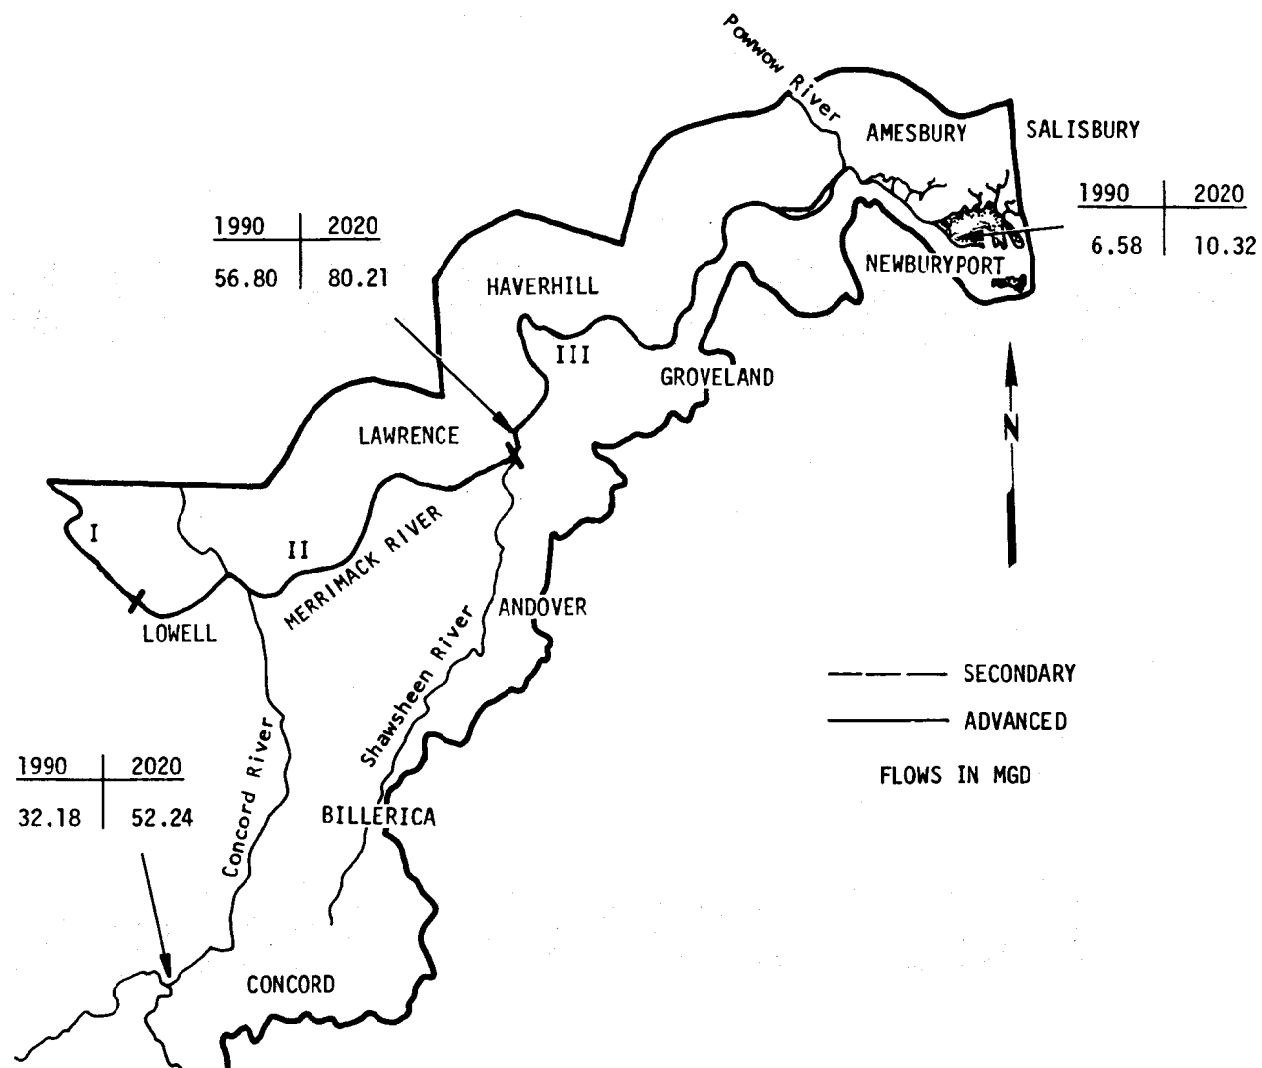 Powwow River
AMESBURY
SALISBURY
1990 2020
6.58 10.32
1990 2020
56.80 80.21
NEWBURYPORT
HAVERHILL
III
GROVELAND
N
LAWRENCE
I
II
MERRIMACK RIVER
ANDOVER
LOWELL
Shawsheen River
SECONDARY
ADVANCED
FLOWS IN MGD
1990 2020
32.18 52.24
Concord River
BILLERICA
CONCORD